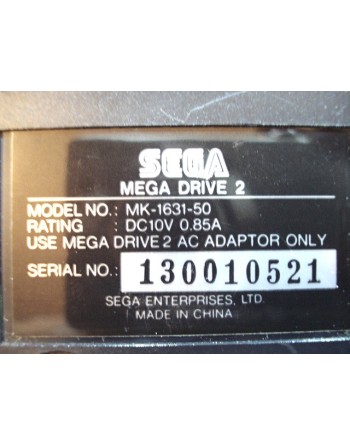 SEGA
MEGA DRIVE 2
MODEL NO.: MK-1631-50
RATING : DC10V 0.85A
USE MEGA DRIVE 2 AC ADAPTOR ONLY
SERIAL NO.: 130010521
SEGA ENTERPRISES, LTD.
MADE IN CHINA